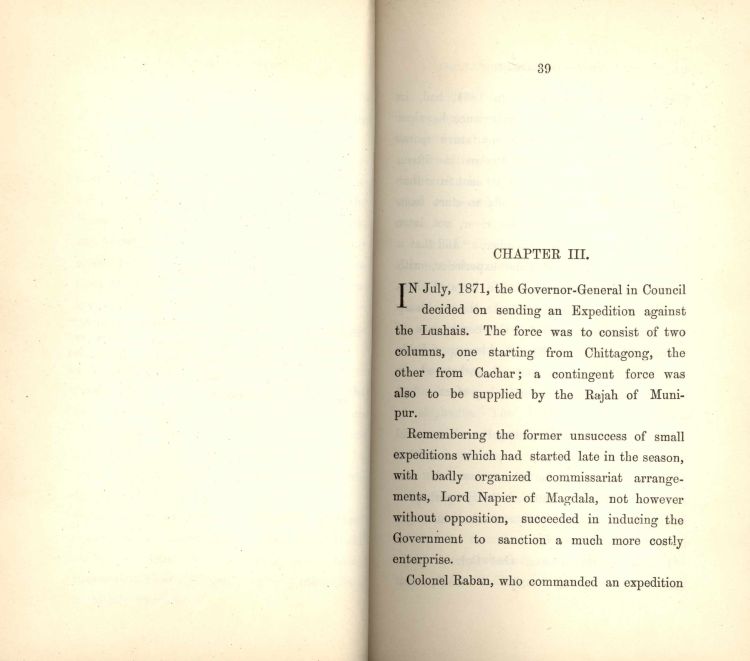 39
CHAPTER III.
IN July, 1871, the Governor-General in Council
decided on sending an Expedition against
the Lushais. The force was to consist of two
columns, one starting from Chittagong, the
other from Cachar; a contingent force was
also to be supplied by the Rajah of Muni-
pur.
Remembering the former unsuccess of small
expeditions which had started late in the season,
with badly organized commissariat arrange-
ments, Lord Napier of Magdala, not however
without opposition, succeeded in inducing the
Government to sanction a much more costly
enterprise.
Colonel Raban, who commanded an expedition